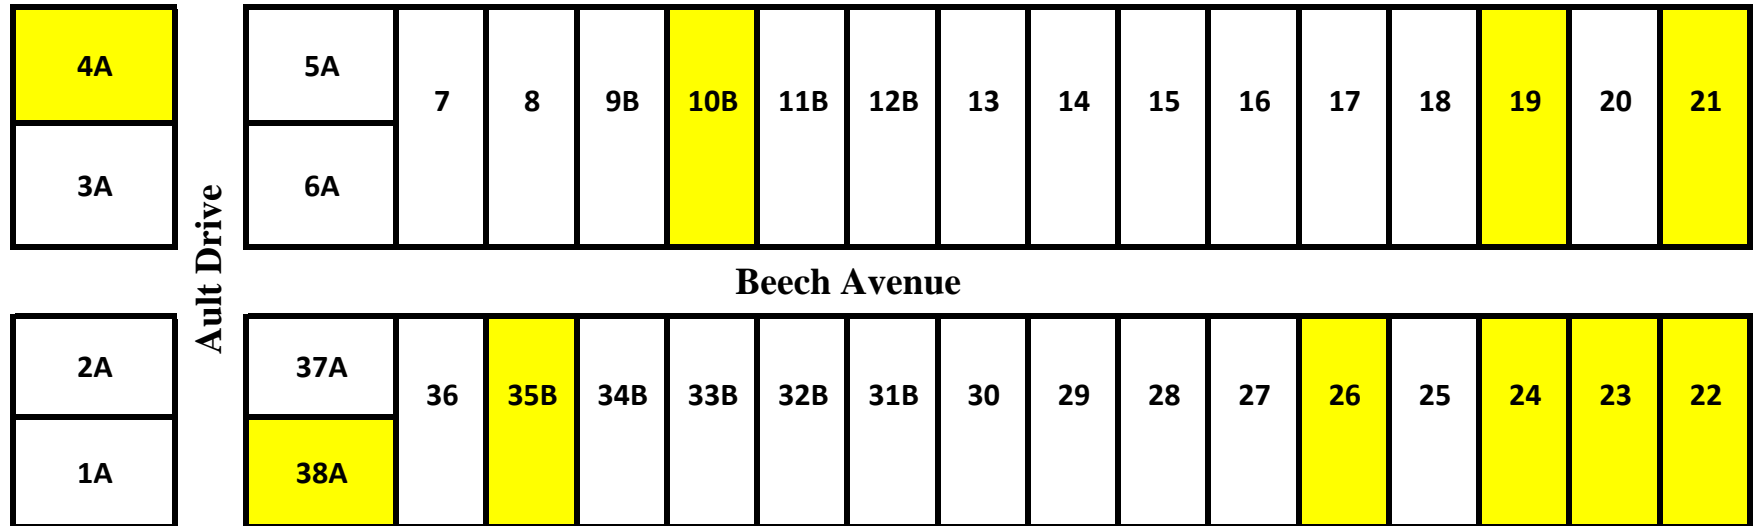 4A
5A
7 8 9B 10B 11B 12B 13 14 15 16 17 18 19 20 21
3A
6A
Ault Drive
Beech Avenue
2A
37A
36 35B 34B 33B 32B 31B 30 29 28 27 26 25 24 23 22
1A
38A